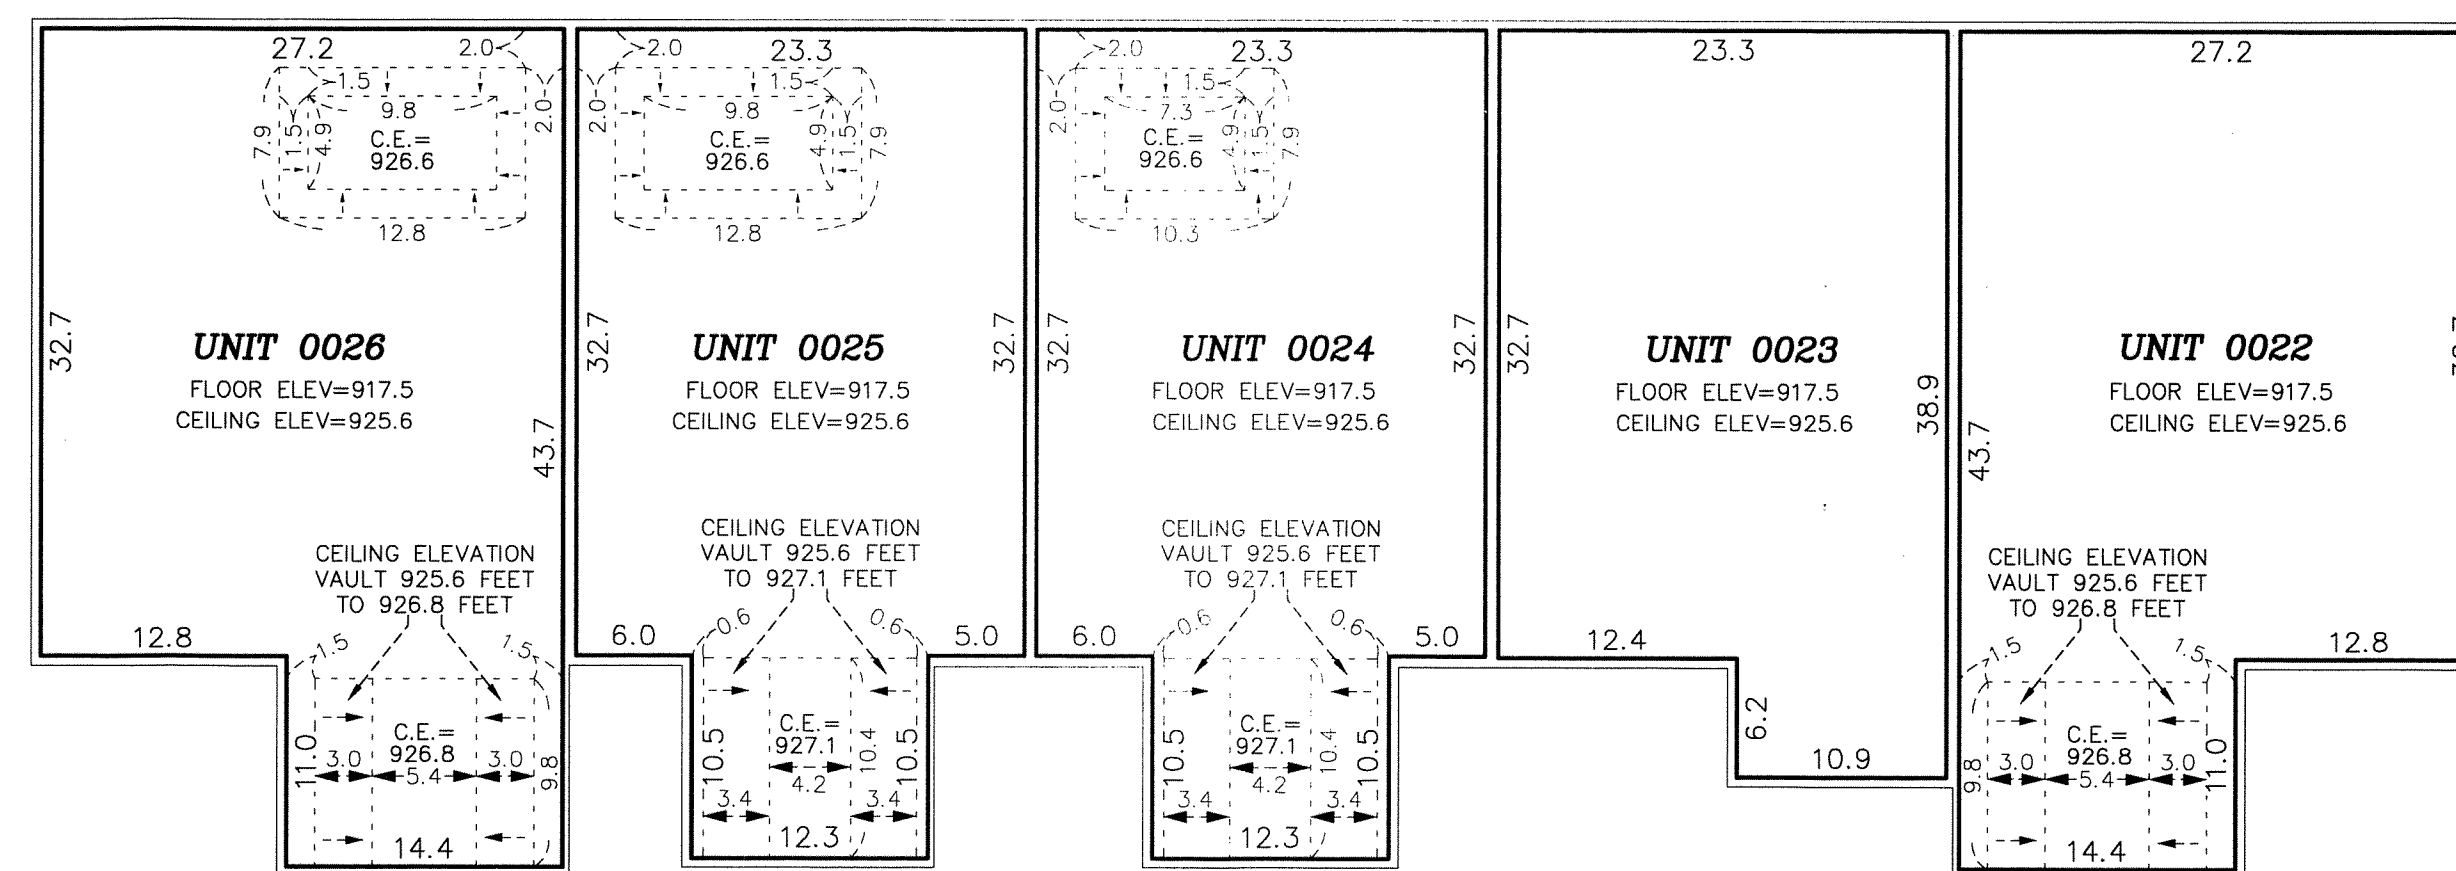 27.2
2.0
1.5
9.8
C.E.=
926.6
7.9
1.5
4.9
2.0
12.8
32.7
UNIT 0026
FLOOR ELEV=917.5
CEILING ELEV=925.6
43.7
CEILING ELEVATION
VAULT 925.6 FEET
TO 926.8 FEET
12.8
1.5
1.5
C.E.=
926.8
11.0
3.0
5.4
3.0
9.8
14.4
2.0
23.3
1.5
9.8
C.E.=
926.6
2.0
4.9
1.5
7.9
12.8
32.7
UNIT 0025
32.7
FLOOR ELEV=917.5
CEILING ELEV=925.6
CEILING ELEVATION
VAULT 925.6 FEET
TO 927.1 FEET
6.0
0.6
0.6
5.0
C.E.=
927.1
10.5
4.2
10.4
10.5
3.4
3.4
12.3
2.0
23.3
1.5
7.3
C.E.=
926.6
2.0
4.9
1.5
7.9
10.3
32.7
UNIT 0024
32.7
FLOOR ELEV=917.5
CEILING ELEV=925.6
CEILING ELEVATION
VAULT 925.6 FEET
TO 927.1 FEET
6.0
0.6
0.6
5.0
C.E.=
927.1
10.5
4.2
10.4
10.5
3.4
3.4
12.3
23.3
32.7
UNIT 0023
FLOOR ELEV=917.5
CEILING ELEV=925.6
38.9
12.4
6.2
10.9
27.2
UNIT 0022
FLOOR ELEV=917.5
CEILING ELEV=925.6
43.7
CEILING ELEVATION
VAULT 925.6 FEET
TO 926.8 FEET
1.5
1.5
12.8
C.E.=
926.8
9.8
3.0
5.4
3.0
11.0
14.4